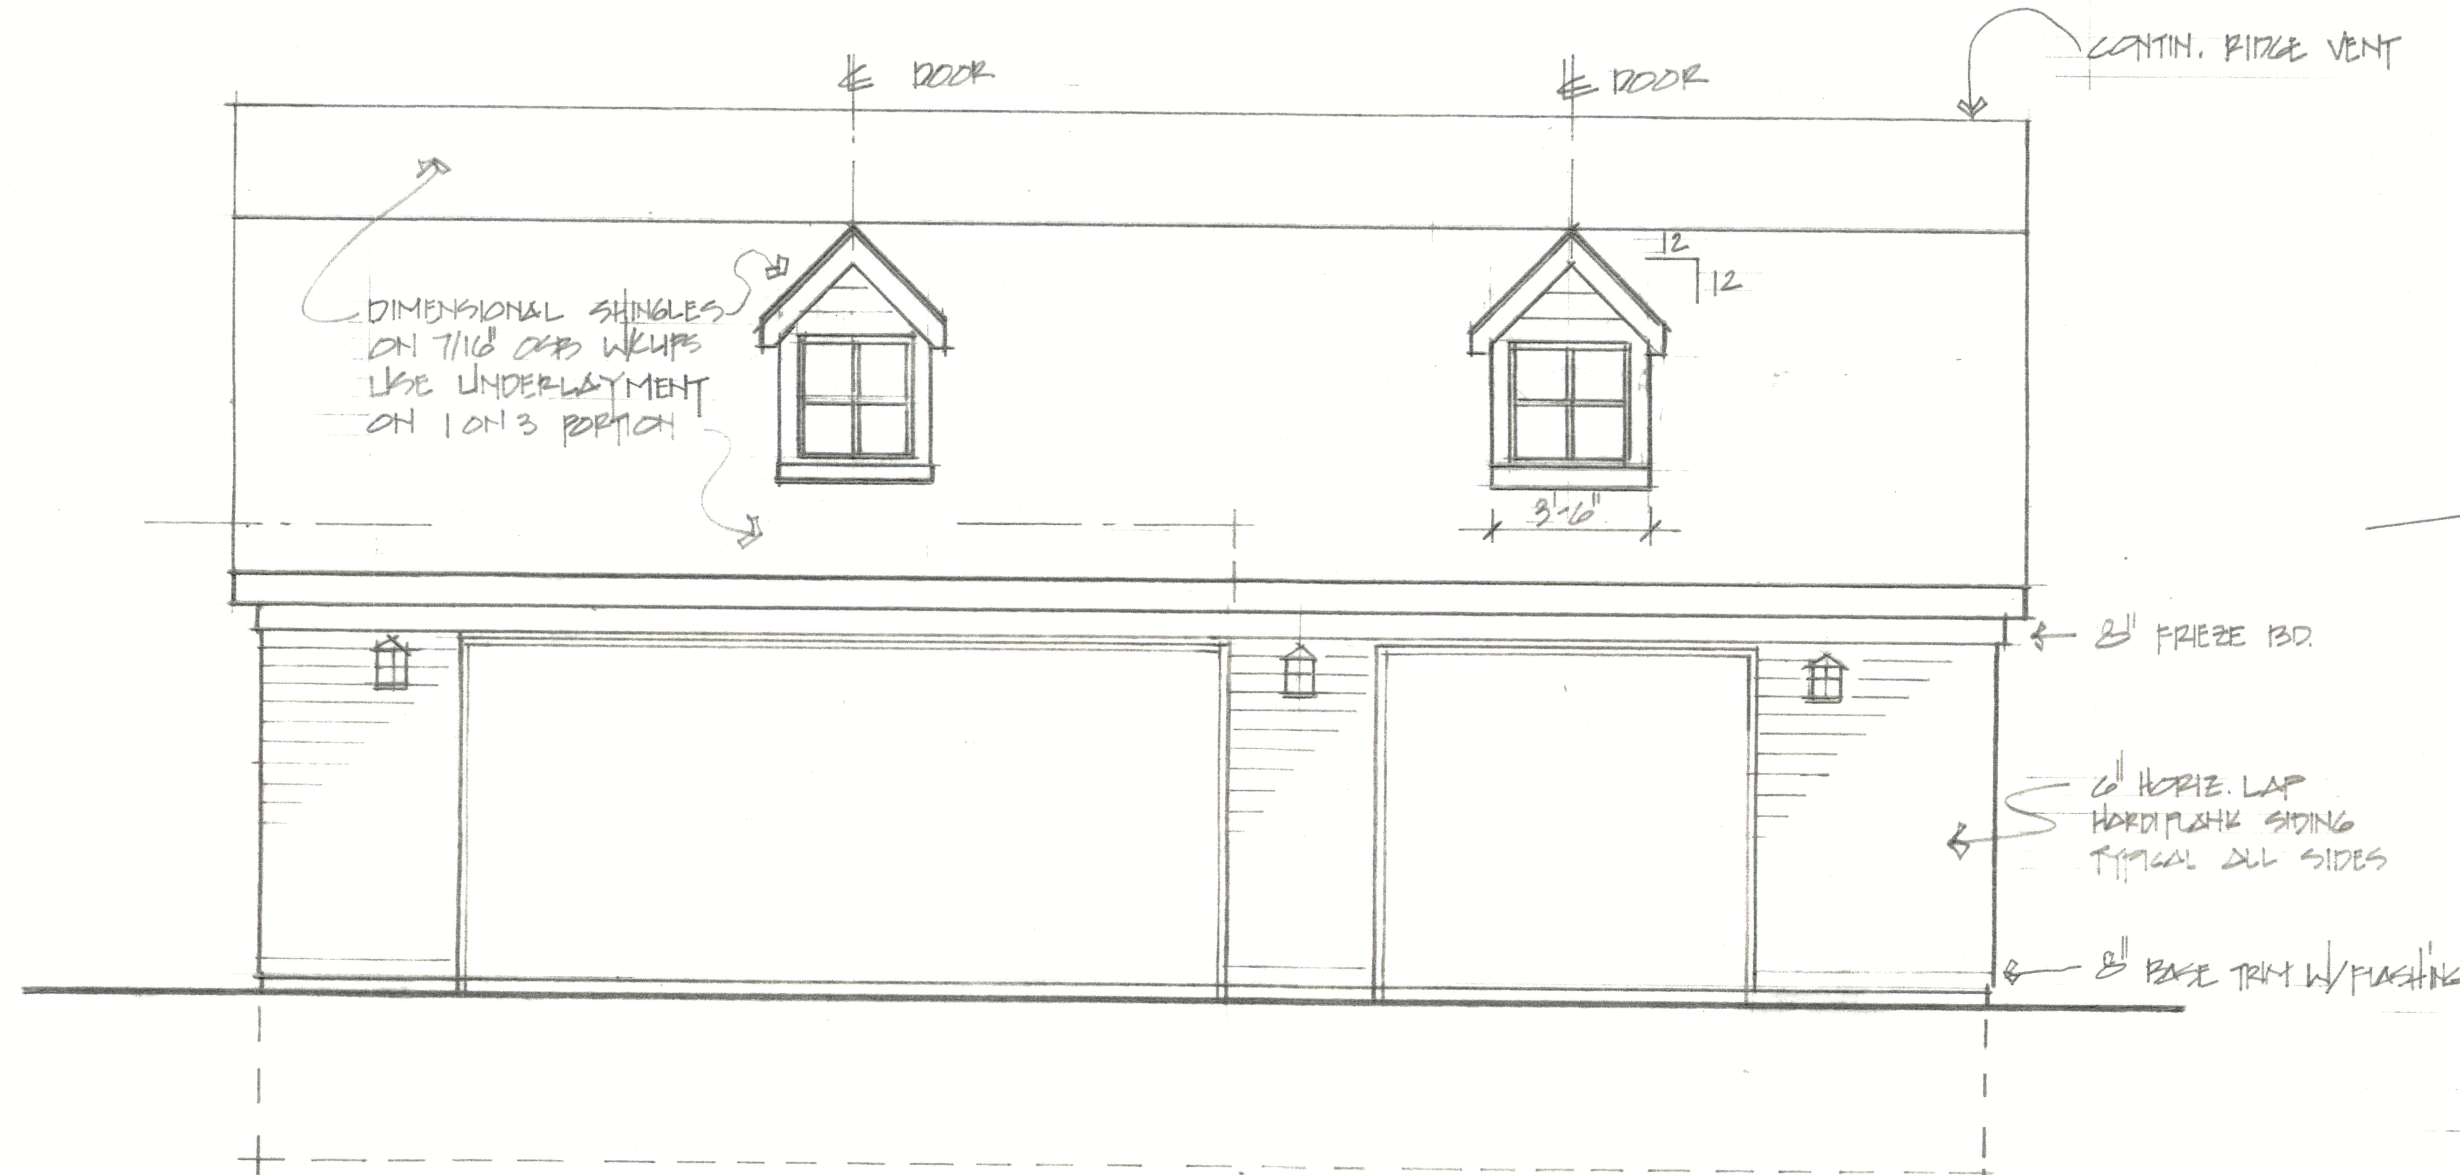 ℄ DOOR
℄ DOOR
CONTIN. RIDGE VENT
12
12
DIMENSIONAL SHINGLES
ON 7/16" OSB W/CLIPS
USE UNDERLAYMENT
ON 1 ON 3 PORTION
3'-6"
8" FRIEZE BD.
6" HORIZ. LAP
HARDIPLANK SIDING
TYPICAL ALL SIDES
8" BASE TRIM W/FLASHING